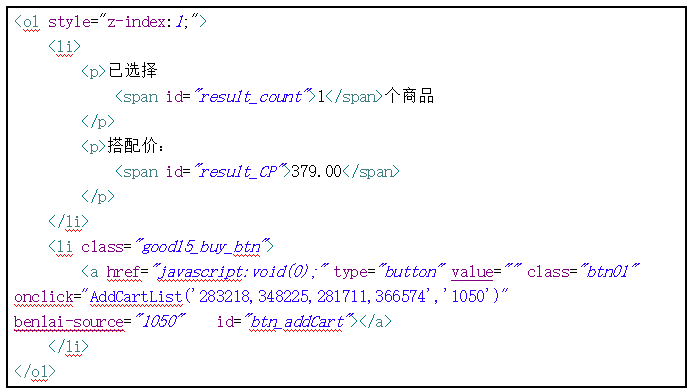 <ol style="z-index:1;">
<li>
<p>已选择
<span id="result_count">1</span>个商品
</p>
<p>搭配价：
<span id="result_CP">379.00</span>
</p>
</li>
<li class="good15_buy_btn">
<a href="javascript:void(0);" type="button" value="" class="btn01"
onclick="AddCartList('283218,348225,281711,366574','1050')"
benlai-source="1050" id="btn_addCart"></a>
</li>
</ol>